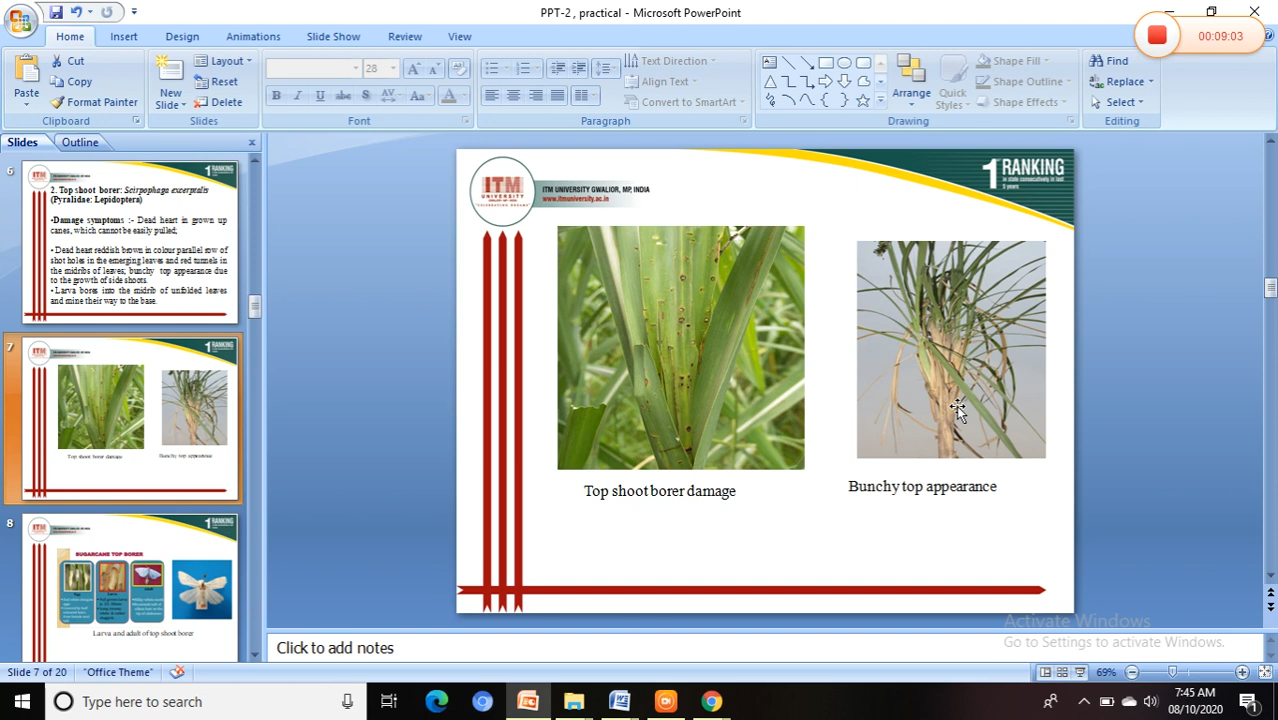 PPT-2 , practical - Microsoft PowerPoint
00:09:03
Home Insert Design Animations Slide Show Review View
Paste
Cut
Copy
Format Painter
Clipboard
New
Slide
Layout
Reset
Delete
Slides
28
B I U abc S AV Aa A
Font
Text Direction
Align Text
Convert to SmartArt
Paragraph
Arrange
Quick
Styles
Shape Fill
Shape Outline
Shape Effects
Drawing
Find
Replace
Select
Editing
Slides Outline
6
2. Top shoot borer: Scirpophaga excerptalis
(Pyralidae: Lepidoptera)
•Damage symptoms :- Dead heart in grown up
canes, which cannot be easily pulled;
• Dead heart reddish brown in colour parallel row of
shot holes in the emerging leaves and red tunnels in
the midribs of leaves; bunchy top appearance due
to the growth of side shoots.
•Larva bores into the midrib of unfolded leaves
and mine their way to the base.
7
Top shoot borer damage
Bunchy top appearance
8
SUGARCANE TOP BORER
Larva and adult of top shoot borer
ITM
UNIVERSITY
ITM UNIVERSITY GWALIOR, MP, INDIA
www.itmuniversity.ac.in
1 RANKING
in state consecutively in last
5 years
Top shoot borer damage
Bunchy top appearance
Activate Windows
Go to Settings to activate Windows.
Click to add notes
Slide 7 of 20 "Office Theme" 69%
Type here to search
7:45 AM
08/10/2020
1